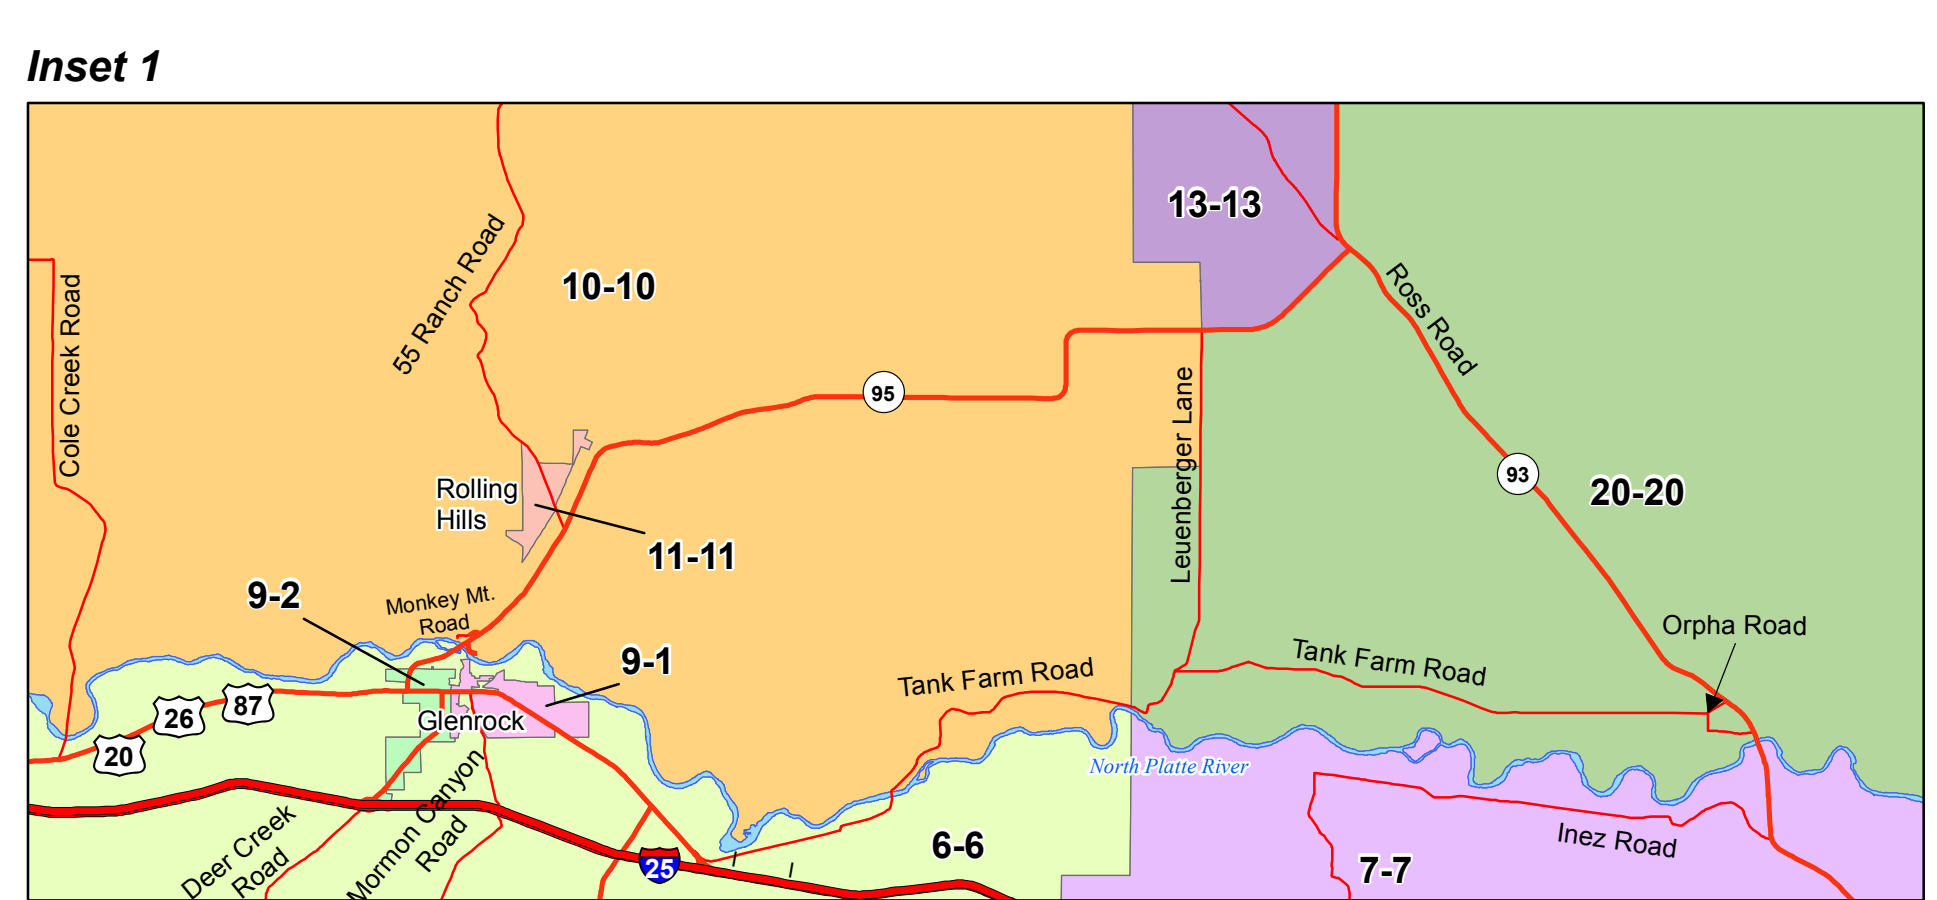 Inset 1
13-13
10-10
55 Ranch Road
Ross Road
Cole Creek Road
95
Leuenberger Lane
93
20-20
Rolling
Hills
11-11
9-2
Monkey Mt.
Road
Orpha Road
9-1
Tank Farm Road
Tank Farm Road
87
26
20
Glenrock
North Platte River
Mormon Canyon
Road
Deer Creek
Road
25
6-6
Inez Road
7-7